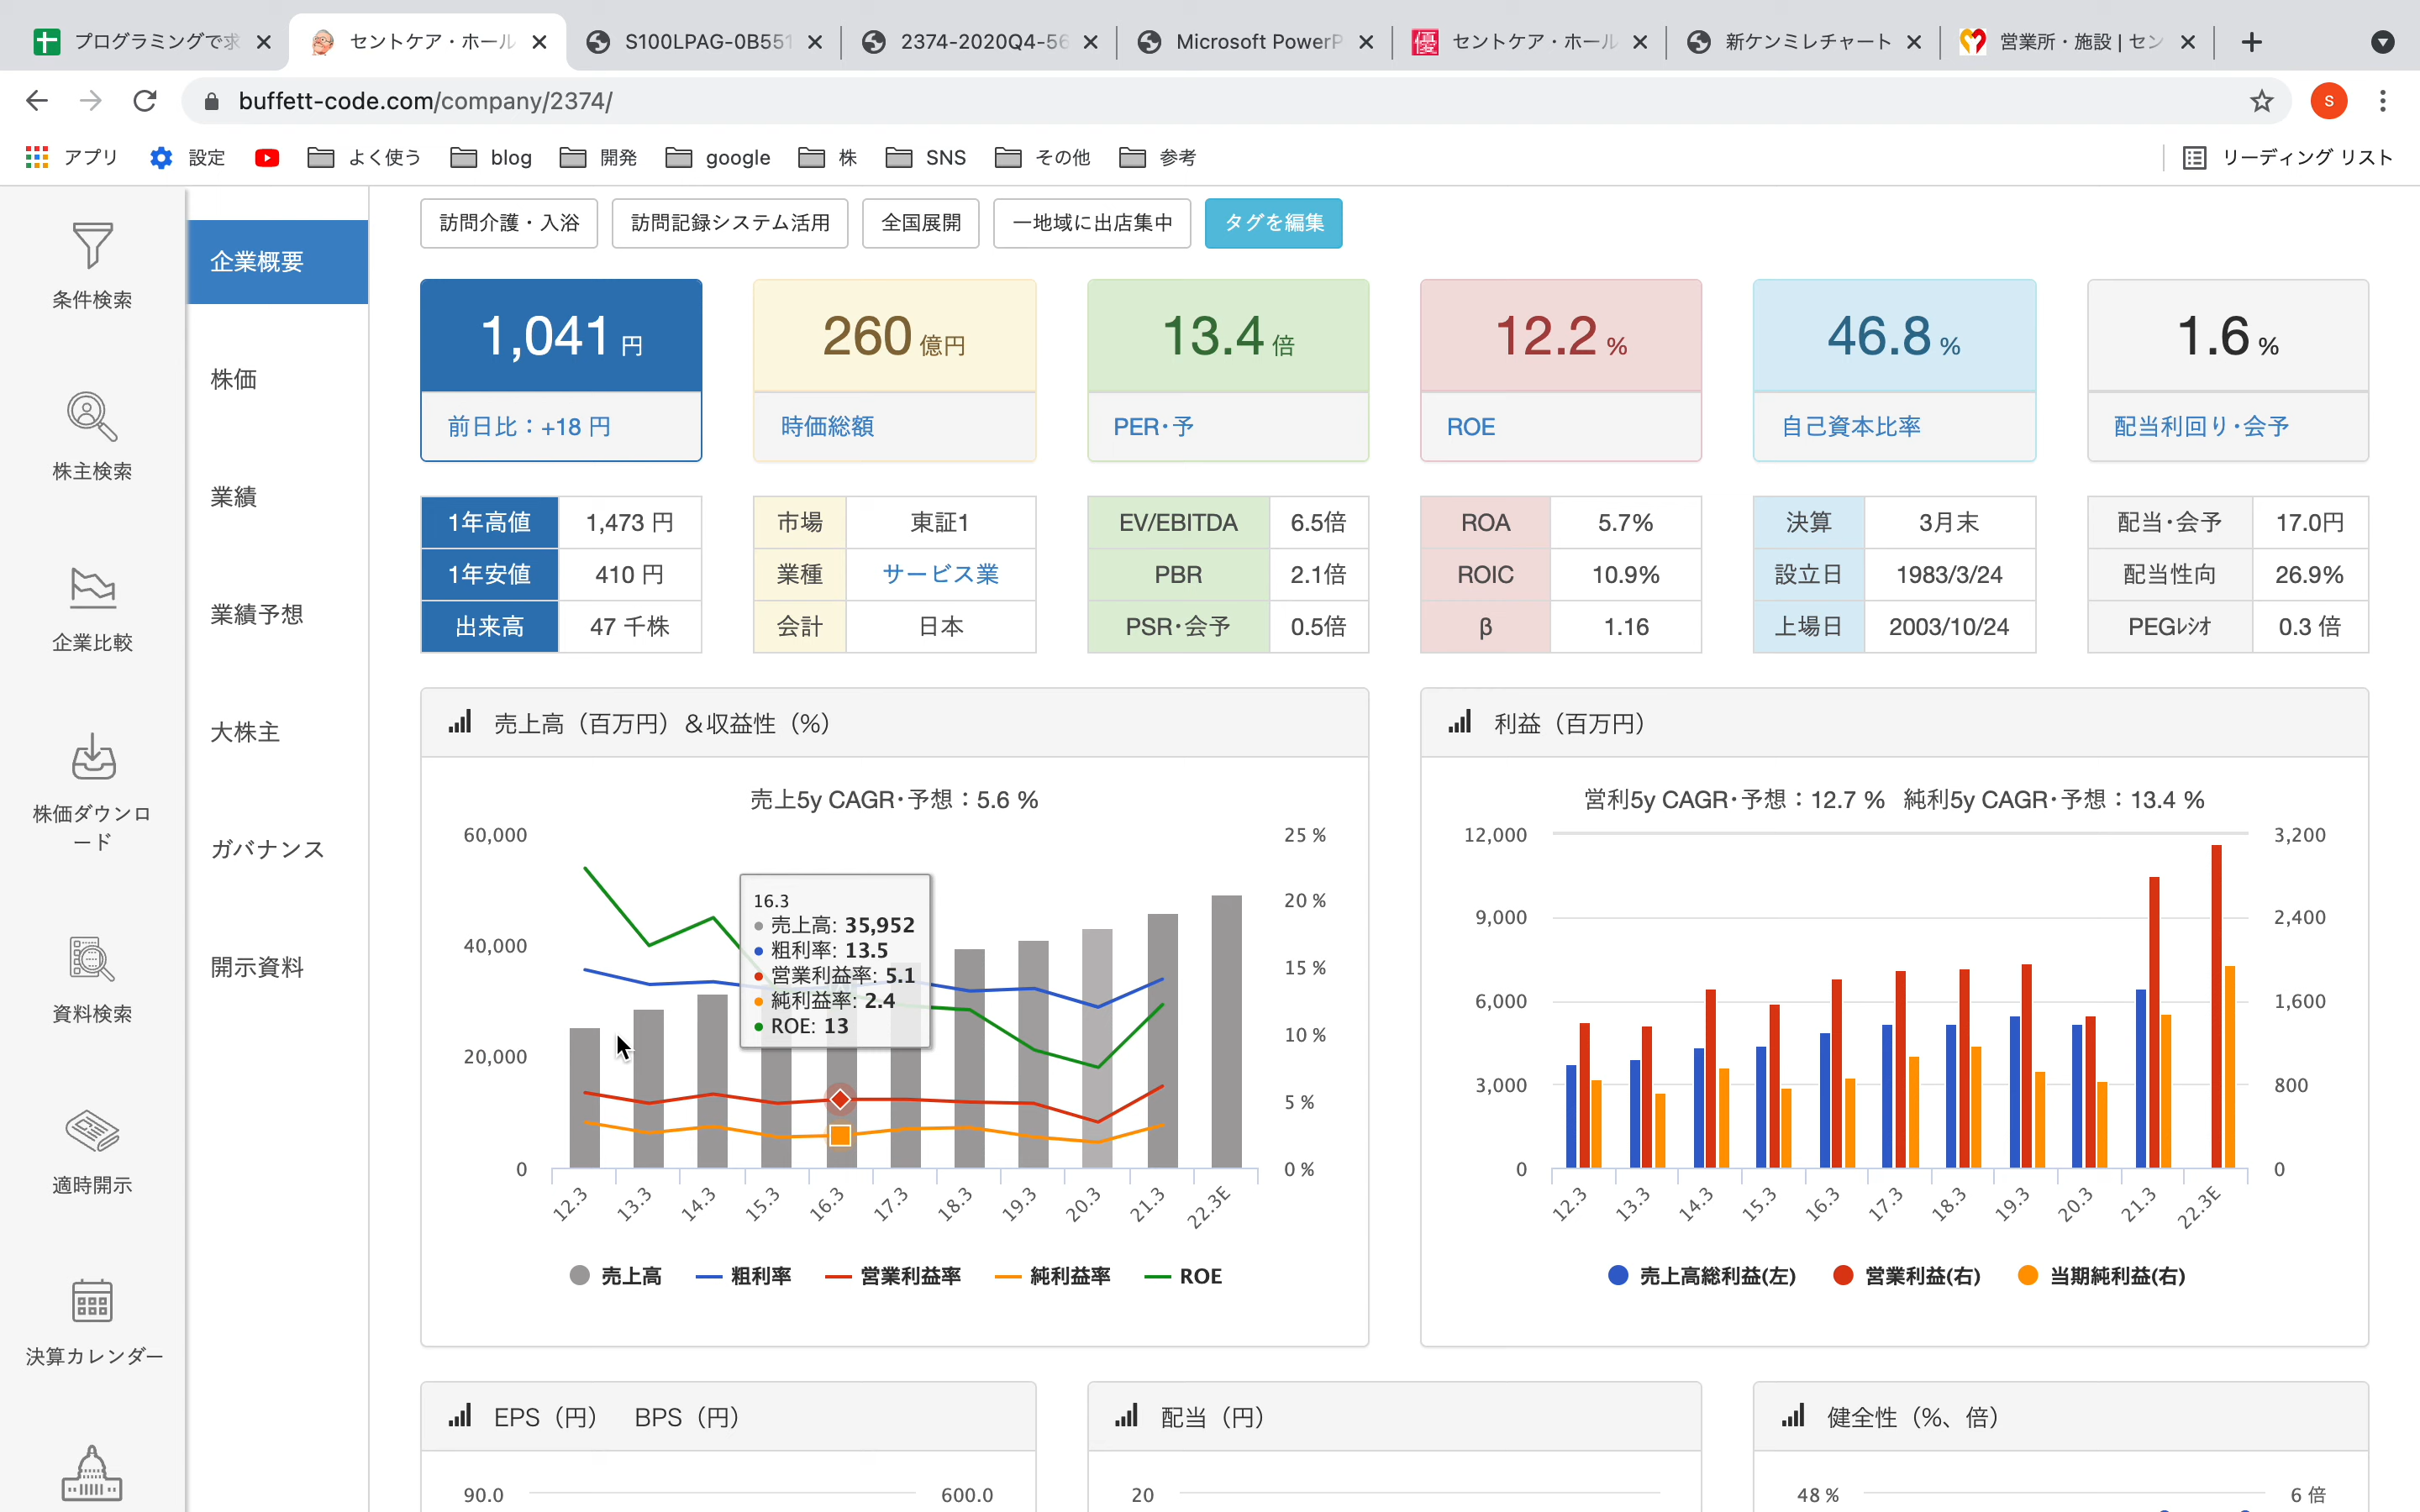 プログラミングで求
セントケア・ホール
S100LPAG-0B551
2374-2020Q4-56
Microsoft PowerP
優
セントケア・ホール
新ケンミレチャート
営業所・施設 | セン
buffett-code.com/company/2374/
S
アプリ
設定
よく使う
blog
開発
google
株
SNS
その他
参考
リーディング リスト
条件検索
株主検索
企業比較
株価ダウンロ
ード
資料検索
適時開示
決算カレンダー
企業概要
株価
業績
業績予想
大株主
ガバナンス
開示資料
訪問介護・入浴
訪問記録システム活用
全国展開
一地域に出店集中
タグを編集
1,041 円
前日比：+18 円
260 億円
時価総額
13.4 倍
PER･予
12.2 %
ROE
46.8 %
自己資本比率
1.6 %
配当利回り･会予
1年高値 1,473 円
1年安値 410 円
出来高 47 千株
市場 東証1
業種 サービス業
会計 日本
EV/EBITDA 6.5倍
PBR 2.1倍
PSR･会予 0.5倍
ROA 5.7%
ROIC 10.9%
β 1.16
決算 3月末
設立日 1983/3/24
上場日 2003/10/24
配当･会予 17.0円
配当性向 26.9%
PEGﾚｼｵ 0.3 倍
売上高（百万円）＆収益性（%）
売上5y CAGR･予想：5.6 %
60,000
40,000
20,000
0
25 %
20 %
15 %
10 %
5 %
0 %
16.3
売上高: 35,952
粗利率: 13.5
営業利益率: 5.1
純利益率: 2.4
ROE: 13
12.3 13.3 14.3 15.3 16.3 17.3 18.3 19.3 20.3 21.3 22.3E
売上高 粗利率 営業利益率 純利益率 ROE
利益（百万円）
営利5y CAGR･予想：12.7 % 純利5y CAGR･予想：13.4 %
12,000
9,000
6,000
3,000
0
3,200
2,400
1,600
800
0
12.3 13.3 14.3 15.3 16.3 17.3 18.3 19.3 20.3 21.3 22.3E
売上高総利益(左) 営業利益(右) 当期純利益(右)
EPS（円） BPS（円）
90.0
600.0
配当（円）
20
健全性（%、倍）
48 %
6 倍